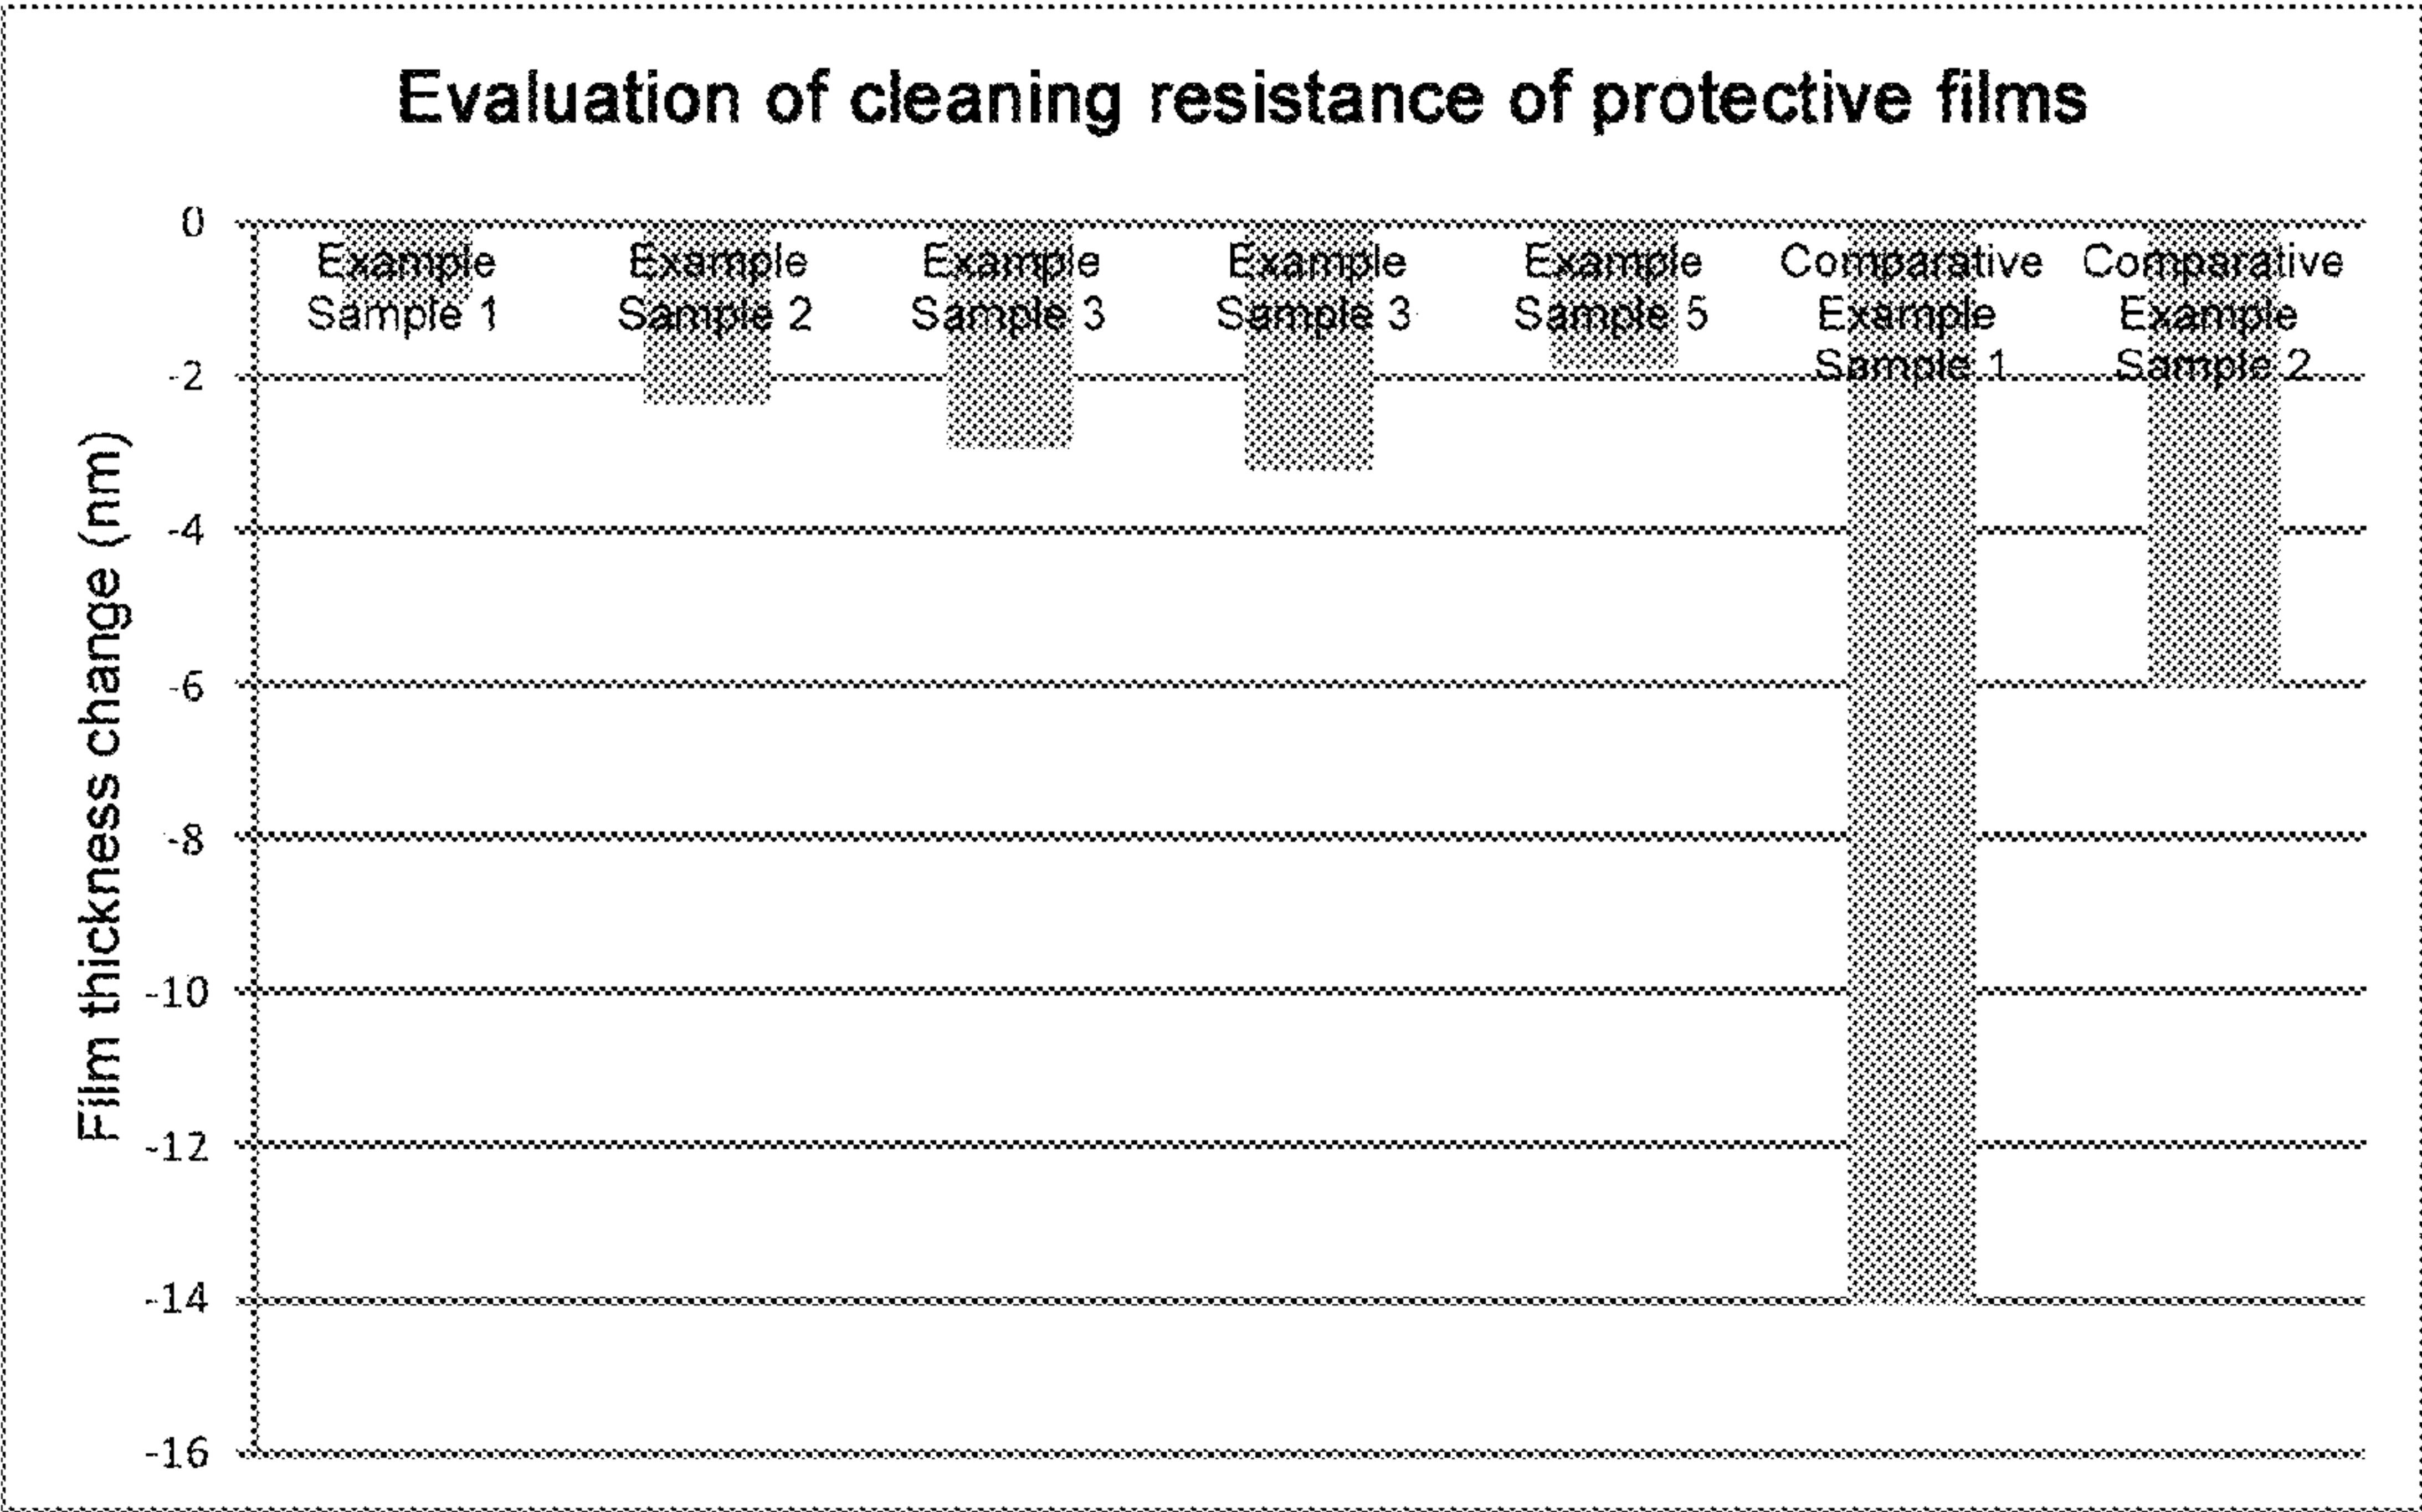 Evaluation of cleaning resistance of protective films
Film thickness change (nm)
0
-2
-4
-6
-8
-10
-12
-14
-16
Example
Sample 1
Example
Sample 2
Example
Sample 3
Example
Sample 3
Example
Sample 5
Comparative
Example
Sample 1
Comparative
Example
Sample 2